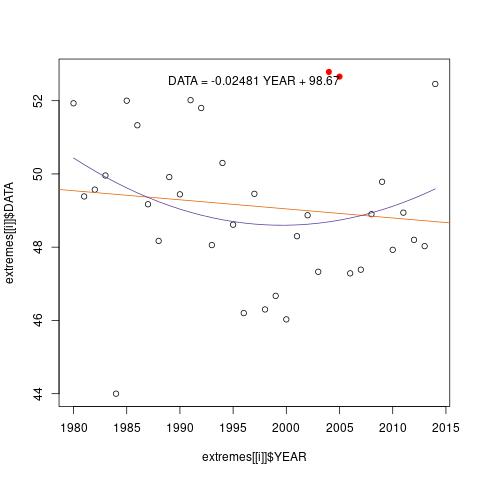 DATA = -0.02481 YEAR + 98.67
52
50
48
46
44
extremes[[i]]$DATA
1980 1985 1990 1995 2000 2005 2010 2015
extremes[[i]]$YEAR